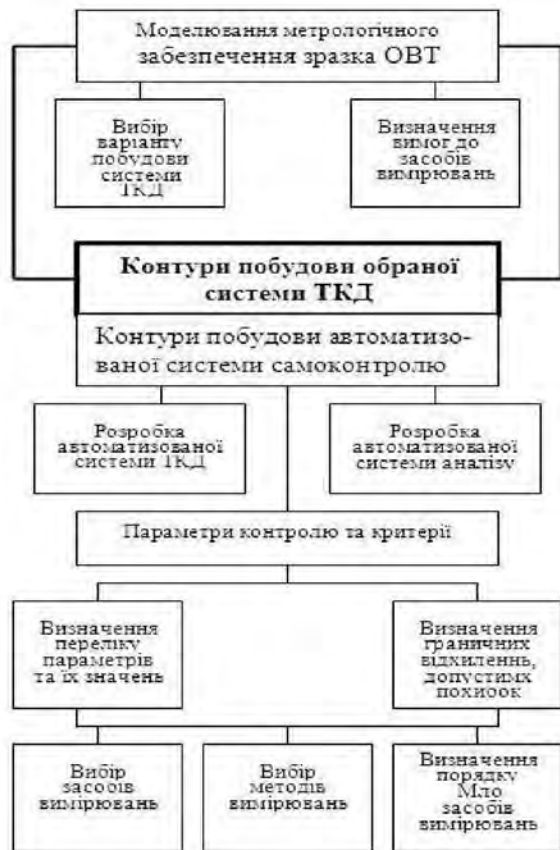 Моделювання метрологічного
забезпечення зразка ОВТ
Вибір
варіанту
побудови
системи
ТКД
Визначення
вимог до
засобів
вимірювань
Контури побудови обраної
системи ТКД
Контури побудови автоматизо-
ваної системи самоконтролю
Розробка
автоматизованої
системи ТКД
Розробка
автоматизованої
системи аналізу
Параметри контролю та критерії
Визначення
переліку
параметрів
та їх значень
Визначення
граничних
відхиленнь,
допустимх
похибок
Вибір
засобів
вимірювань
Вибір
методів
вимірювань
Визначення
порядку
Мло
засобів
вимірювань